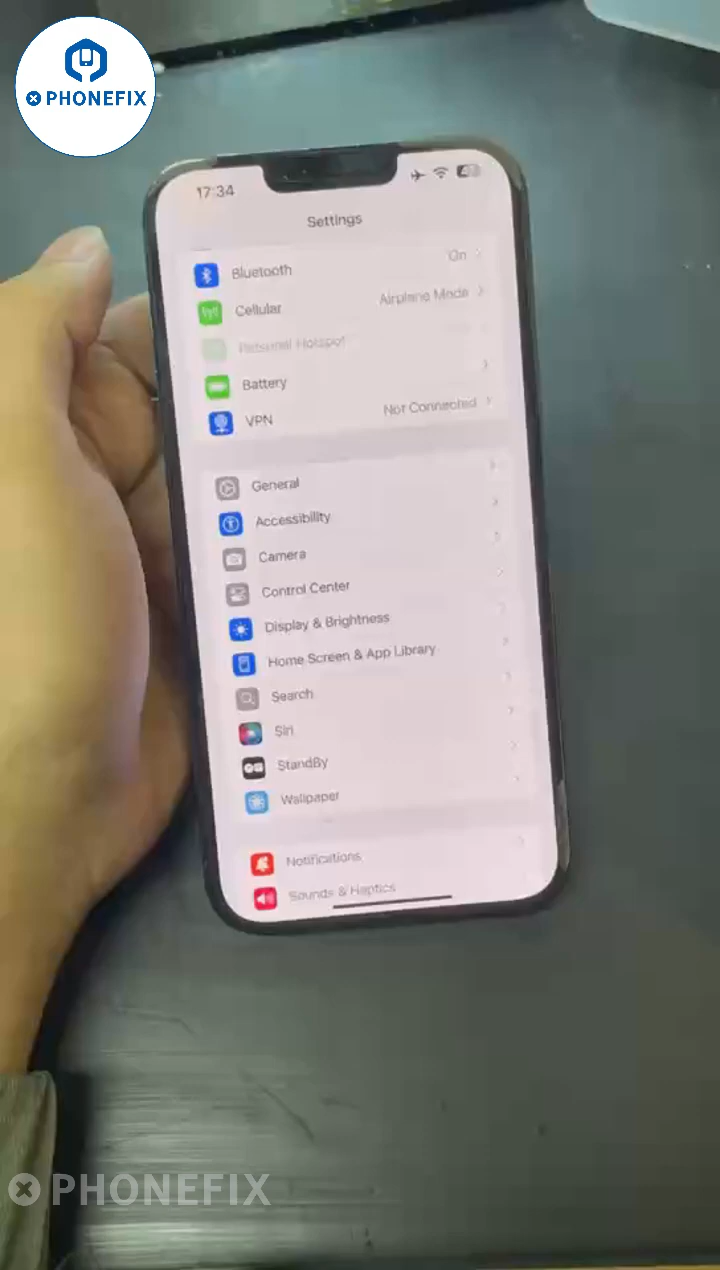 PHONEFIX
17:34
Settings
Bluetooth On
Cellular Airplane Mode
Personal Hotspot
Battery
VPN Not Connected
General
Accessibility
Camera
Control Center
Display & Brightness
Home Screen & App Library
Search
Siri
StandBy
Wallpaper
Notifications
Sounds & Haptics
PHONEFIX